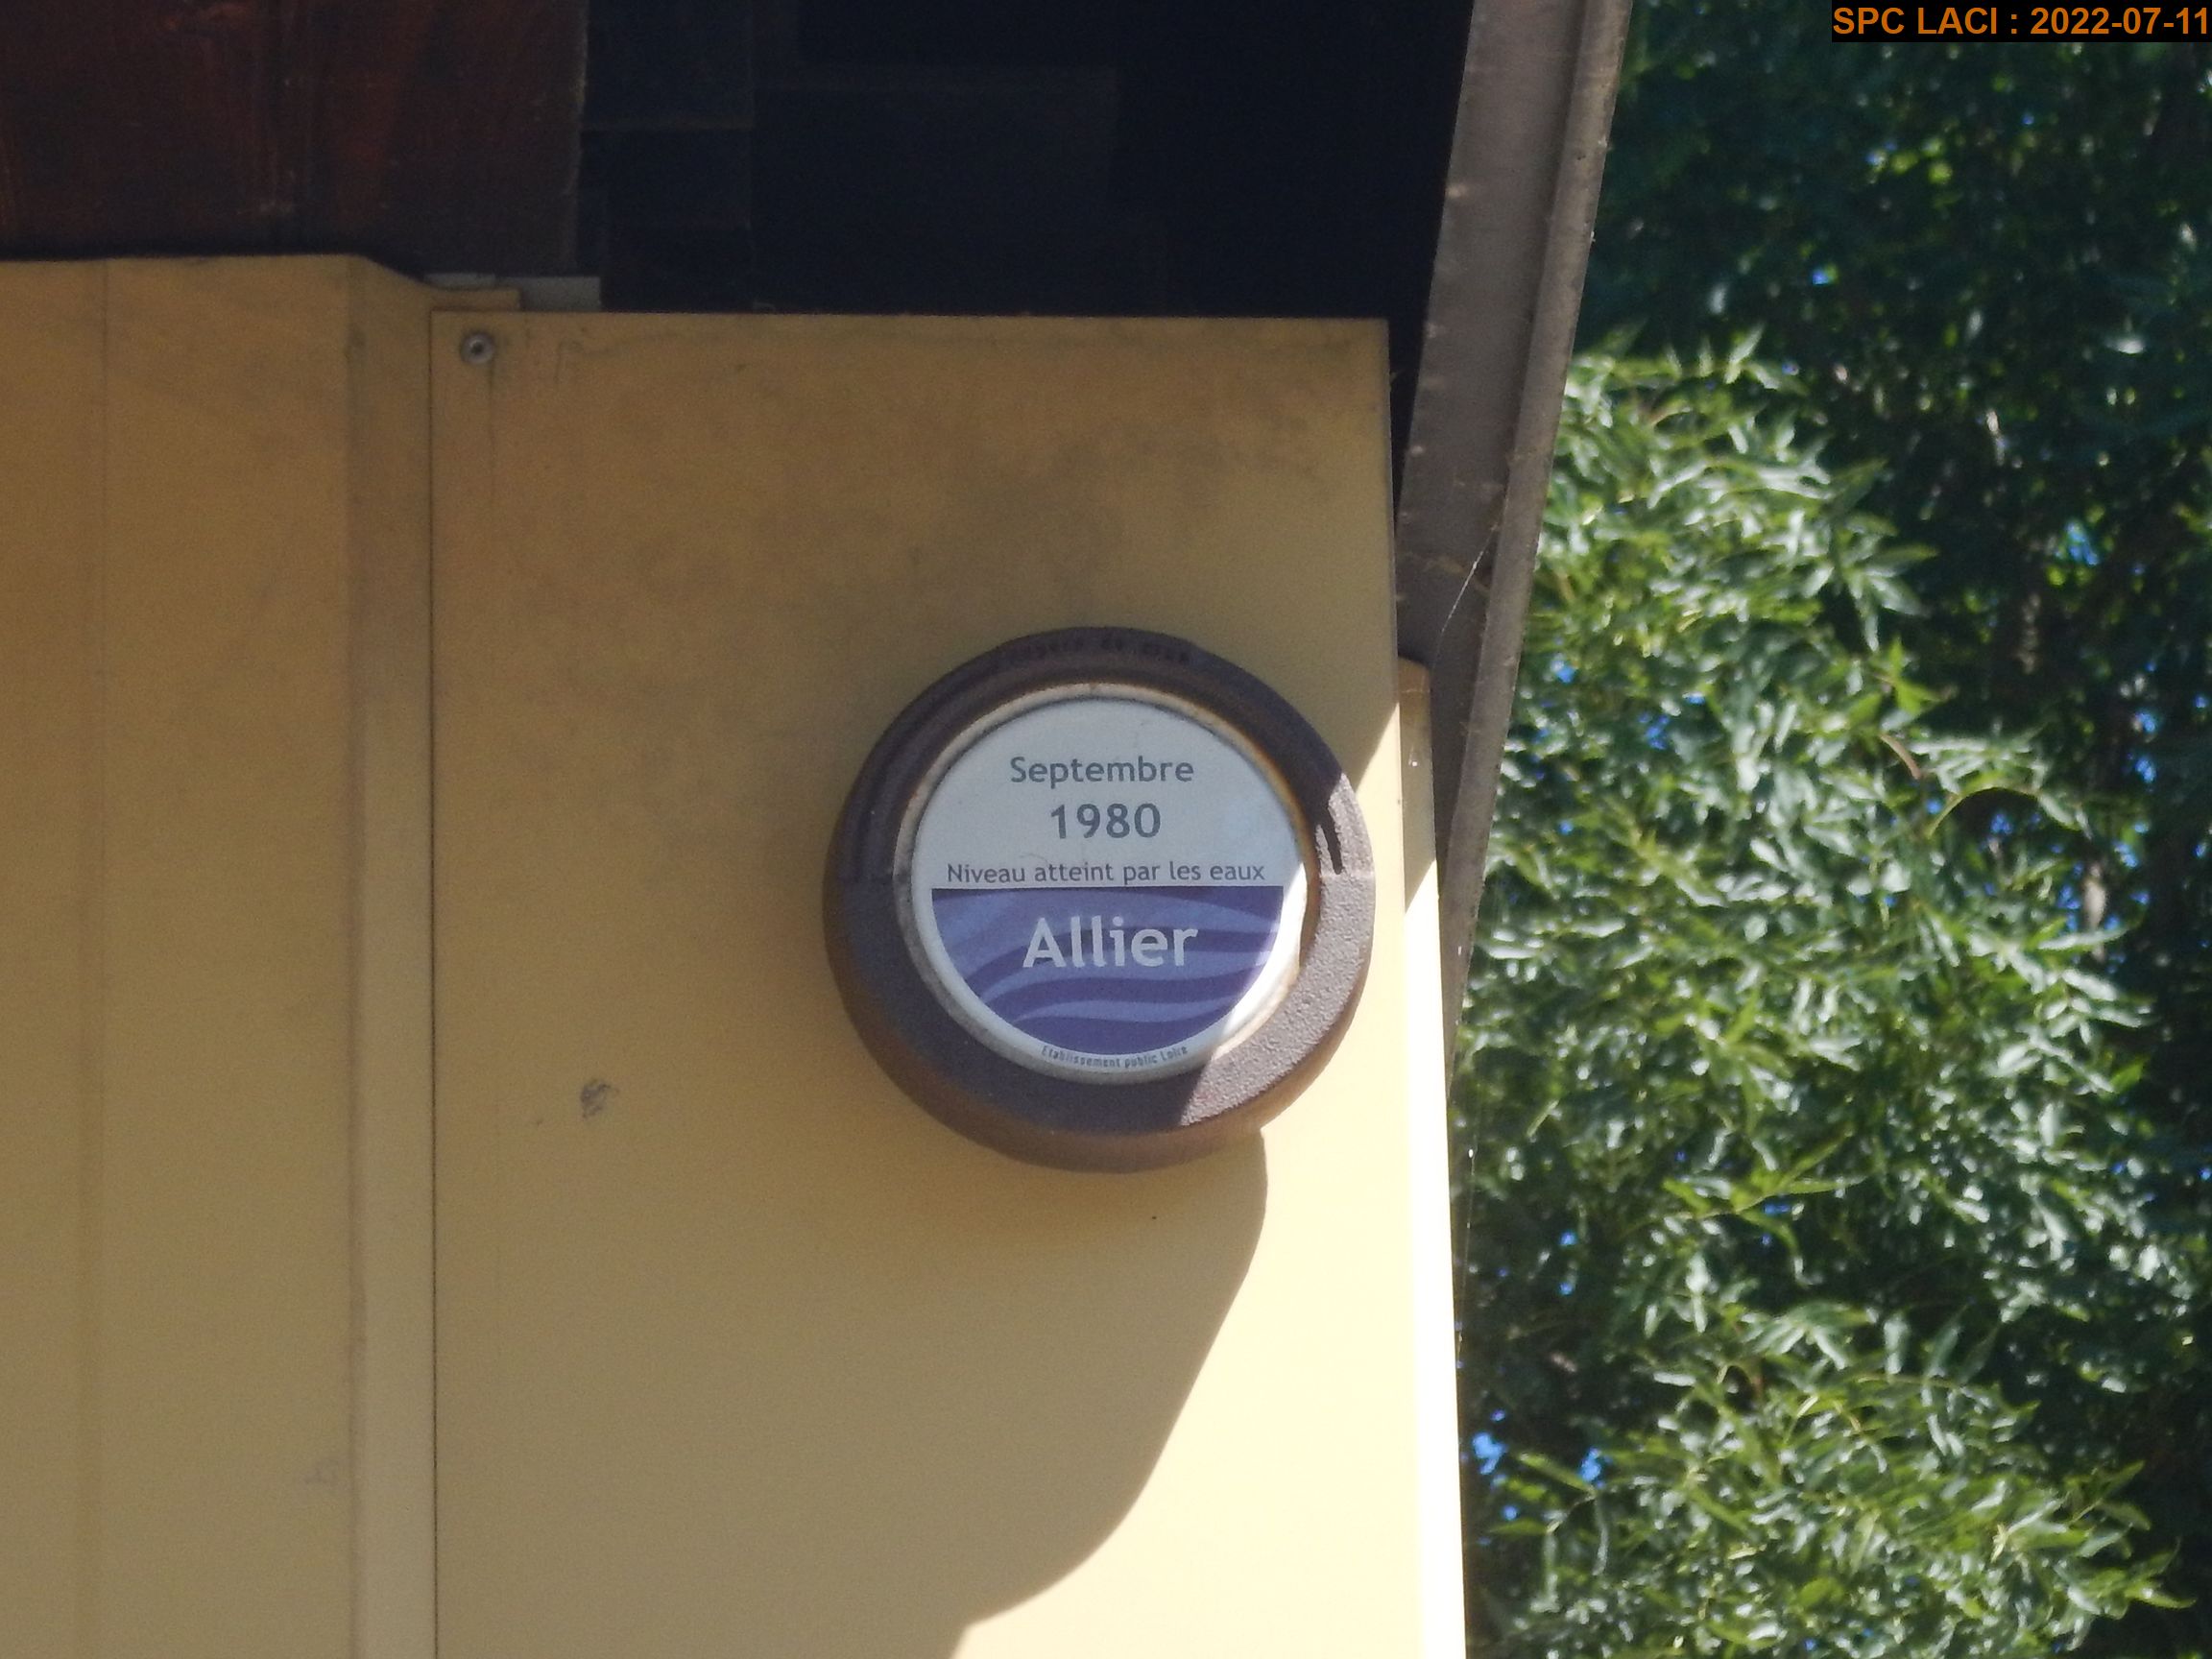 SPC LACI : 2022-07-11
Septembre
1980
Niveau atteint par les eaux
Allier
Etablissement public Loire